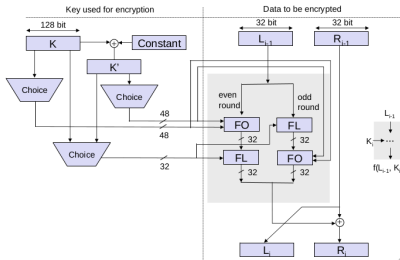 Key used for encryption
Data to be encrypted
128 bit
32 bit
32 bit
K
Constant
L i-1
R i-1
K'
Choice
Choice
even round
odd round
48
48
FO
FL
32
32
Choice
32
FL
FO
32
32
L i
R i
L i-1
K i
...
f(L i-1, K i